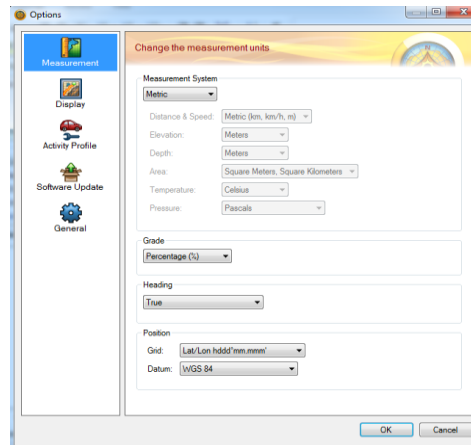 Options
Measurement
Display
Activity Profile
Software Update
General
Change the measurement units
Measurement System
Metric
Distance & Speed: Metric (km, km/h, m)
Elevation: Meters
Depth: Meters
Area: Square Meters, Square Kilometers
Temperature: Celsius
Pressure: Pascals
Grade
Percentage (%)
Heading
True
Position
Grid: Lat/Lon hddd°mm.mmm'
Datum: WGS 84
OK Cancel